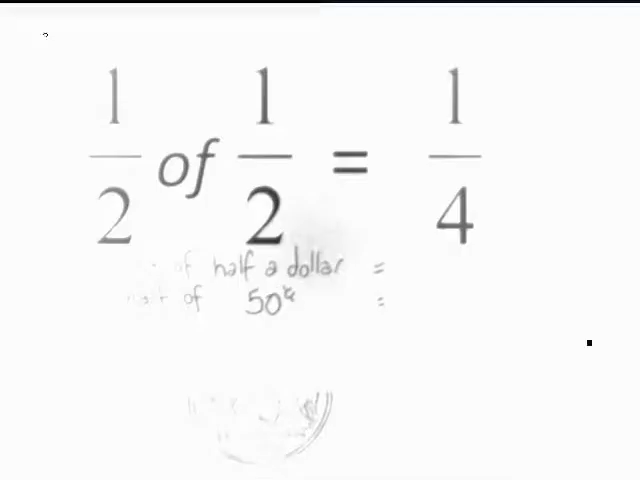 1/2 of 1/2 = 1/4
of half a dollar =
of 50¢ =